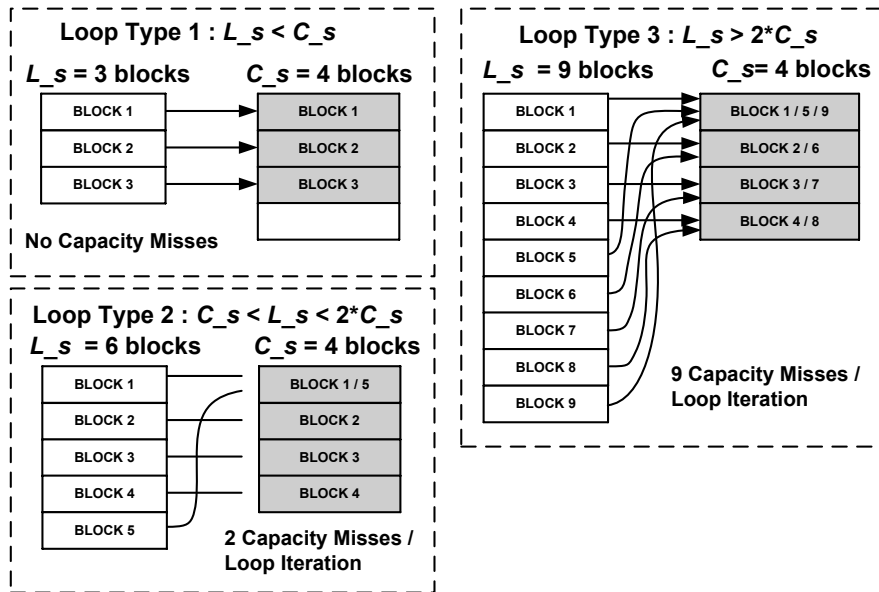 Loop Type 1 : L_s < C_s
L_s = 3 blocks C_s = 4 blocks
BLOCK 1 BLOCK 1
BLOCK 2 BLOCK 2
BLOCK 3 BLOCK 3
No Capacity Misses
Loop Type 2 : C_s < L_s < 2*C_s
L_s = 6 blocks C_s = 4 blocks
BLOCK 1 BLOCK 1 / 5
BLOCK 2 BLOCK 2
BLOCK 3 BLOCK 3
BLOCK 4 BLOCK 4
BLOCK 5
2 Capacity Misses /
Loop Iteration
Loop Type 3 : L_s > 2*C_s
L_s = 9 blocks C_s= 4 blocks
BLOCK 1 BLOCK 1 / 5 / 9
BLOCK 2 BLOCK 2 / 6
BLOCK 3 BLOCK 3 / 7
BLOCK 4 BLOCK 4 / 8
BLOCK 5
BLOCK 6
BLOCK 7
BLOCK 8
BLOCK 9
9 Capacity Misses /
Loop Iteration